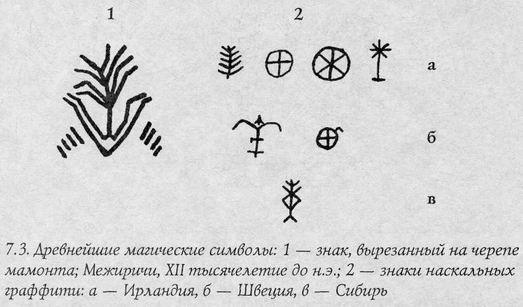 1 2
а
б
в
7.3. Древнейшие магические символы: 1 — знак, вырезанный на черепе
мамонта; Межиричи, XII тысячелетие до н.э.; 2 — знаки наскальных
граффити: а — Ирландия, б — Швеция, в — Сибирь